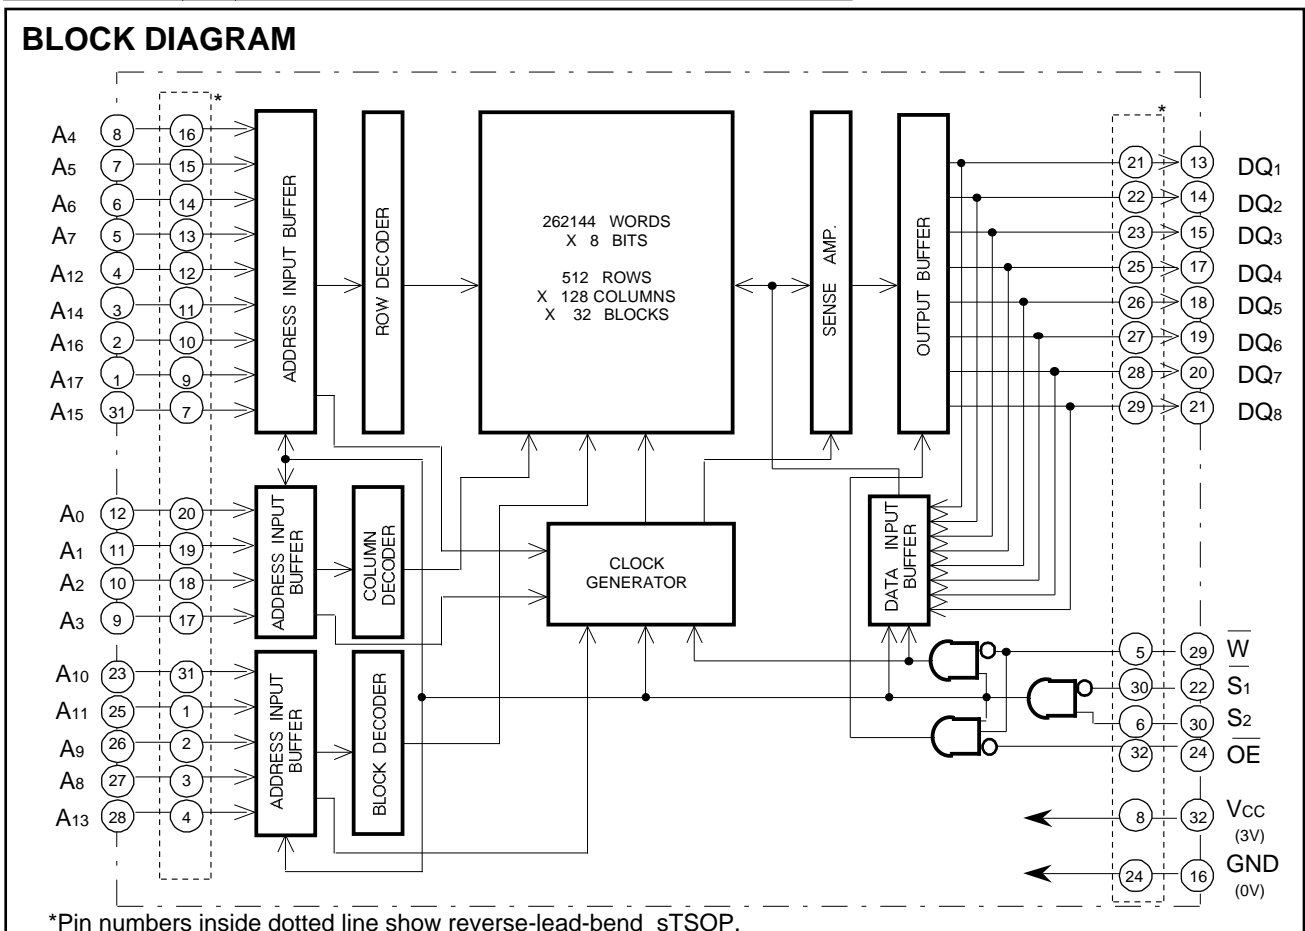 BLOCK DIAGRAM
*
*
A4 8 16
A5 7 15
A6 6 14
A7 5 13
A12 4 12
A14 3 11
A16 2 10
A17 1 9
A15 31 7
ADDRESS INPUT BUFFER
ROW DECODER
262144 WORDS
X 8 BITS
512 ROWS
X 128 COLUMNS
X 32 BLOCKS
SENSE AMP.
OUTPUT BUFFER
21 13 DQ1
22 14 DQ2
23 15 DQ3
25 17 DQ4
26 18 DQ5
27 19 DQ6
28 20 DQ7
29 21 DQ8
A0 12 20
A1 11 19
A2 10 18
A3 9 17
ADDRESS INPUT
BUFFER
COLUMN
DECODER
CLOCK
GENERATOR
DATA INPUT
BUFFER
A10 23 31
A11 25 1
A9 26 2
A8 27 3
A13 28 4
ADDRESS INPUT
BUFFER
BLOCK DECODER
5 29 W̅
30 22 S̅1
6 30 S2
32 24 O̅E̅
8 32 VCC
(3V)
24 16 GND
(0V)
*Pin numbers inside dotted line show reverse-lead-bend sTSOP.